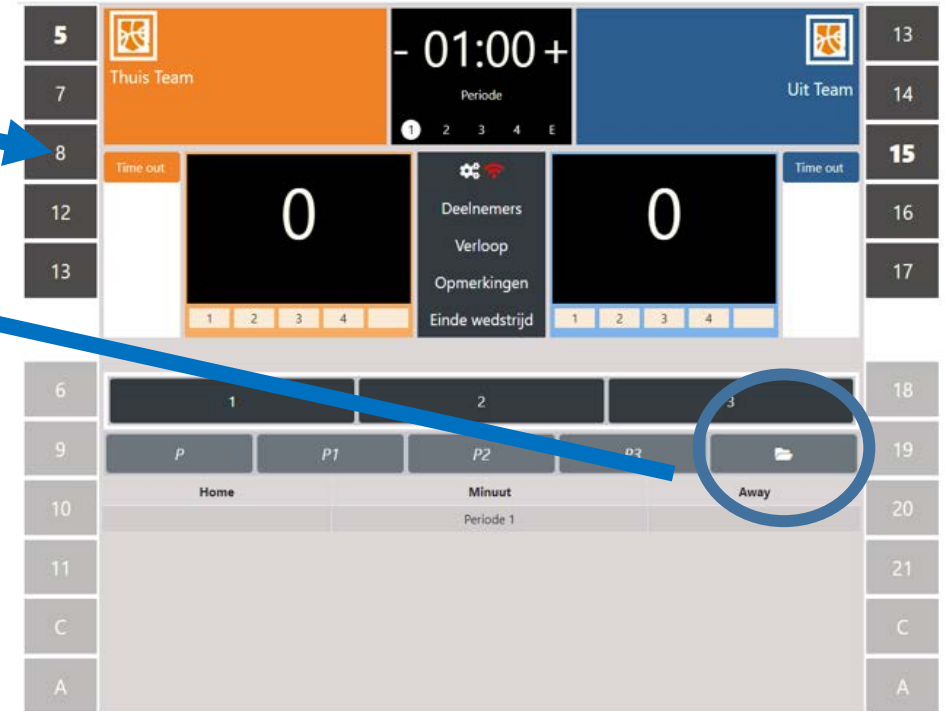 5
7
8
12
13
6
9
10
11
C
A
Thuis Team
- 01:00 +
Periode
1 2 3 4 E
Uit Team
Time out
0
1 2 3 4
Deelnemers
Verloop
Opmerkingen
Einde wedstrijd
0
Time out
1 2 3 4
1 2 3
P P1 P2 P3
Home Minuut Away
Periode 1
13
14
15
16
17
18
19
20
21
C
A